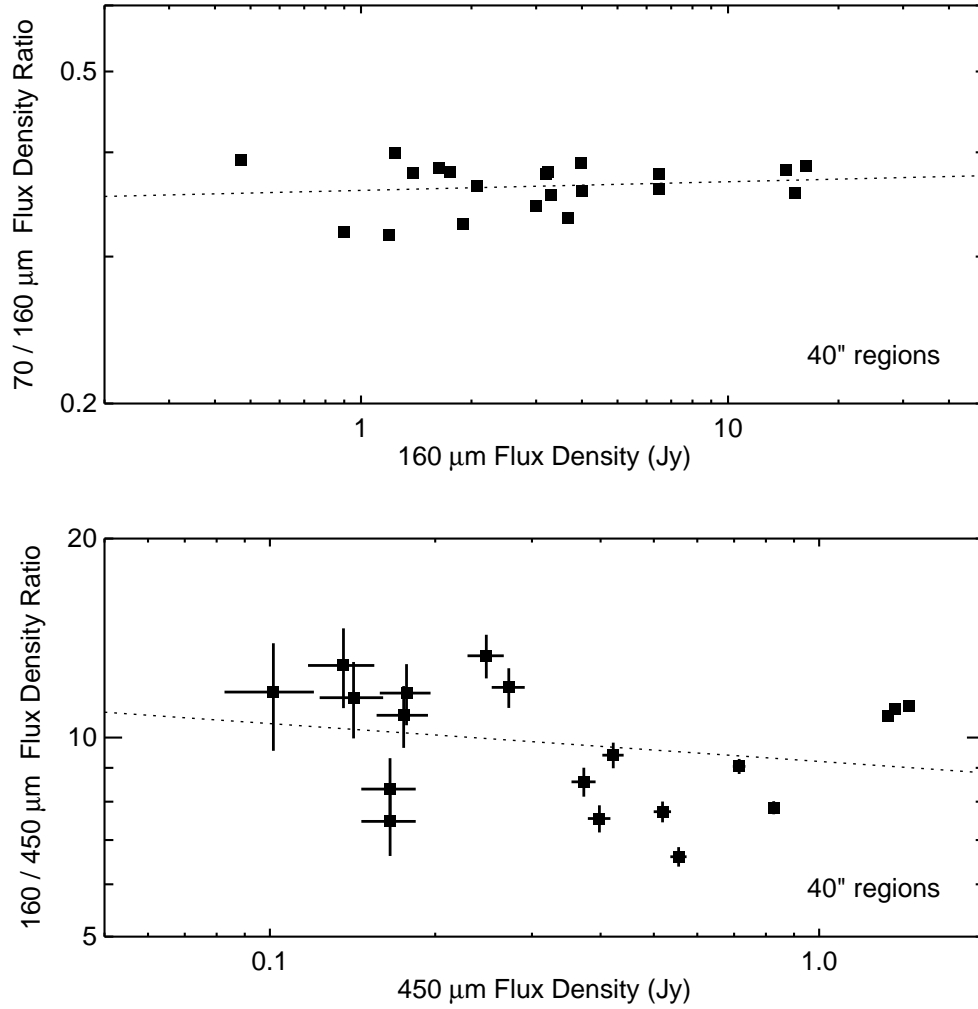 0.5
70 / 160 μm Flux Density Ratio
40" regions
0.2
1
10
160 μm Flux Density (Jy)
20
160 / 450 μm Flux Density Ratio
10
40" regions
5
0.1
1.0
450 μm Flux Density (Jy)